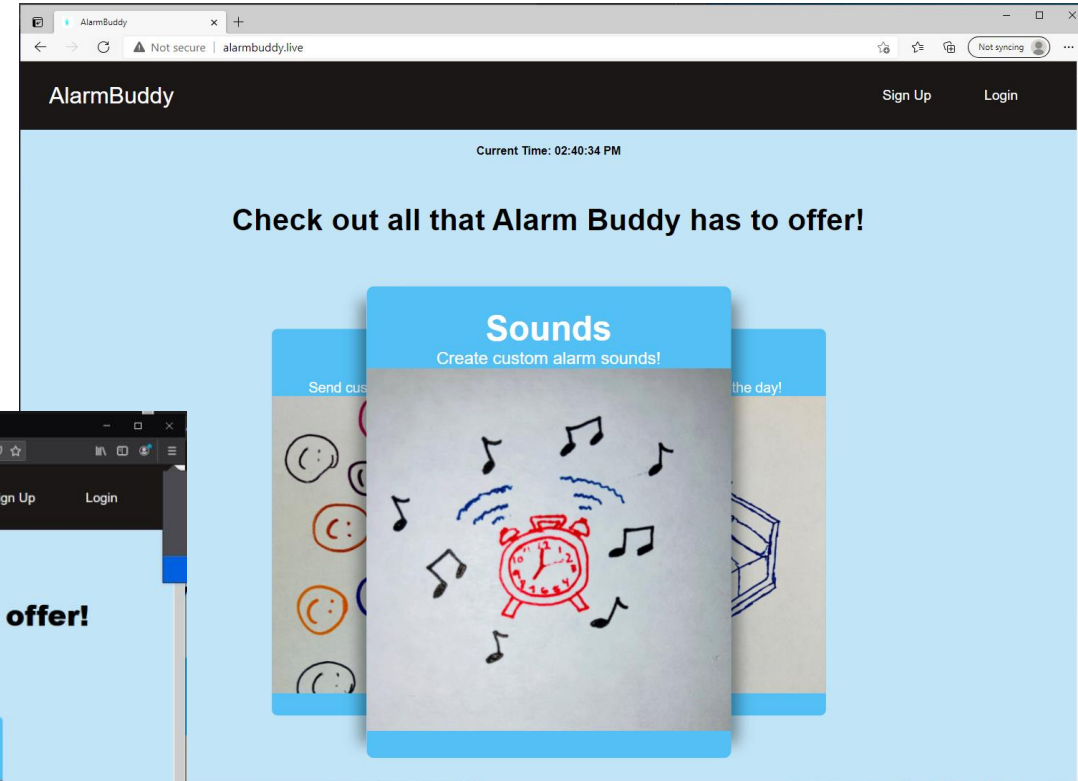 AlarmBuddy
Not secure | alarmbuddy.live
Not syncing
AlarmBuddy
Sign Up
Login
Current Time: 02:40:34 PM
Check out all that Alarm Buddy has to offer!
Sounds
Create custom alarm sounds!
Send cus
the day!
gn Up
Login
offer!